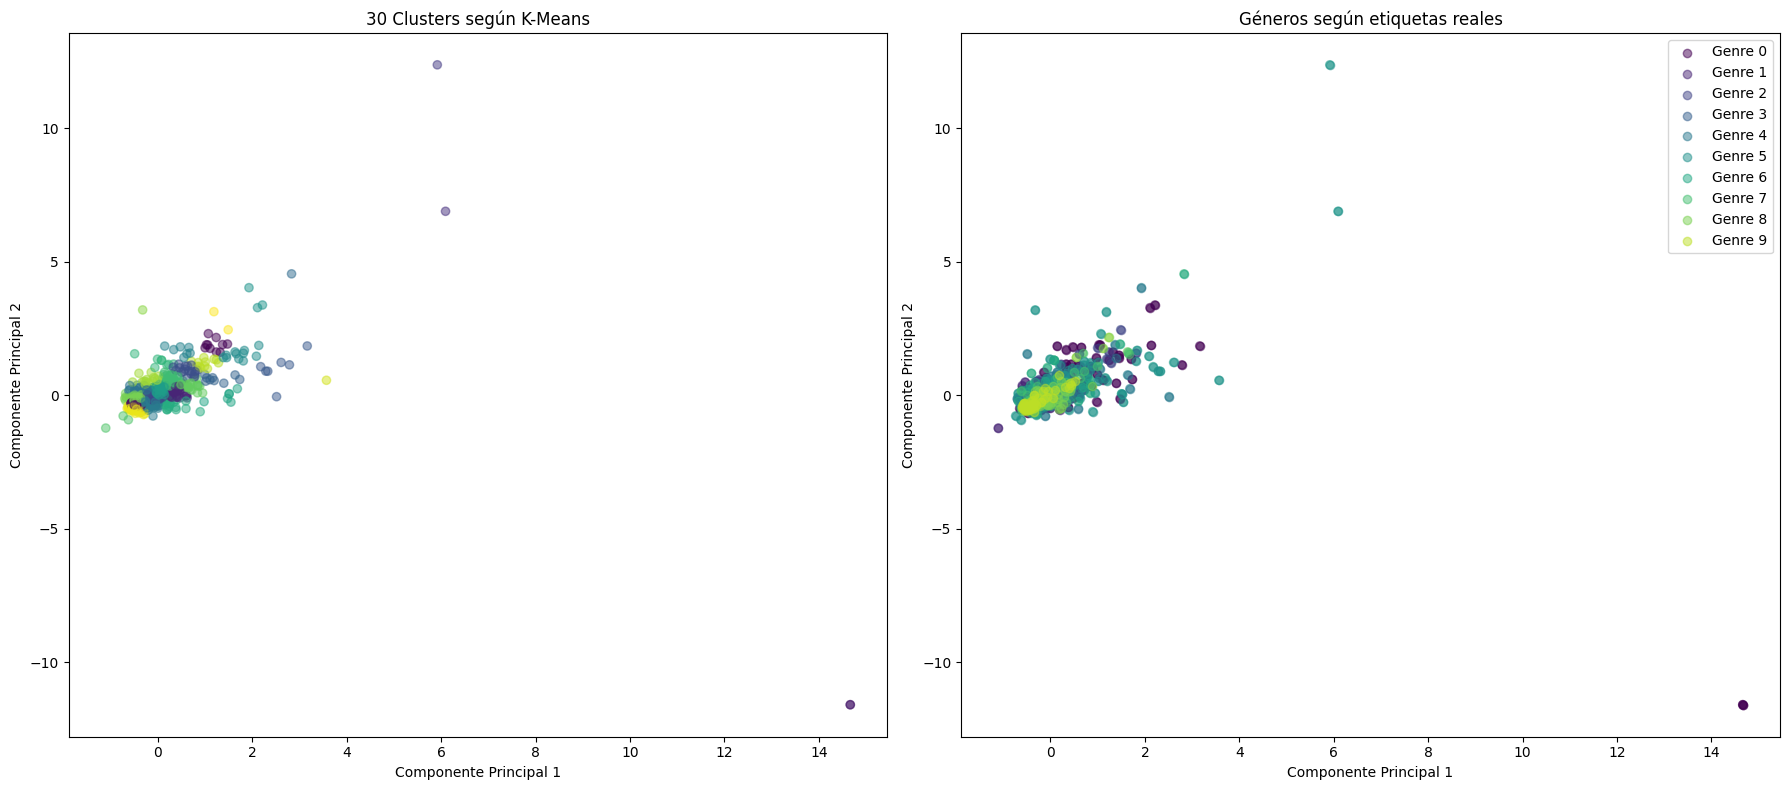 30 Clusters según K-Means
10
5
0
−5
−10
Componente Principal 2
0 2 4 6 8 10 12 14
Componente Principal 1
Géneros según etiquetas reales
Genre 0
Genre 1
Genre 2
Genre 3
Genre 4
Genre 5
Genre 6
Genre 7
Genre 8
Genre 9
10
5
0
−5
−10
Componente Principal 2
0 2 4 6 8 10 12 14
Componente Principal 1